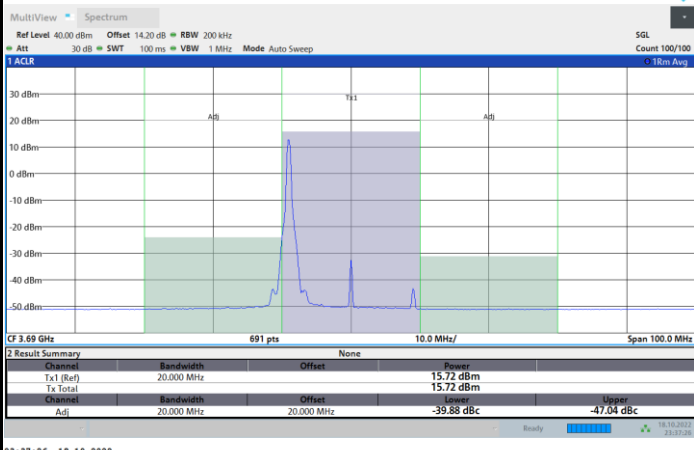 MultiView Spectrum
Ref Level 40.00 dBm Offset 14.20 dB RBW 200 kHz SGL
Att 30 dB SWT 100 ms VBW 1 MHz Mode Auto Sweep Count 100/100
1 ACLR 1Rm Avg
30 dBm
Tx1
20 dBm Adj Adj
10 dBm
0 dBm
-10 dBm
-20 dBm
-30 dBm
-40 dBm
-50 dBm
CF 3.69 GHz 691 pts 10.0 MHz/ Span 100.0 MHz
2 Result Summary None
Channel Bandwidth Offset Power
Tx1 (Ref) 20.000 MHz 15.72 dBm
Tx Total 15.72 dBm
Channel Bandwidth Offset Lower Upper
Adj 20.000 MHz 20.000 MHz -39.88 dBc -47.04 dBc
Ready 18.10.2022
23:37:26